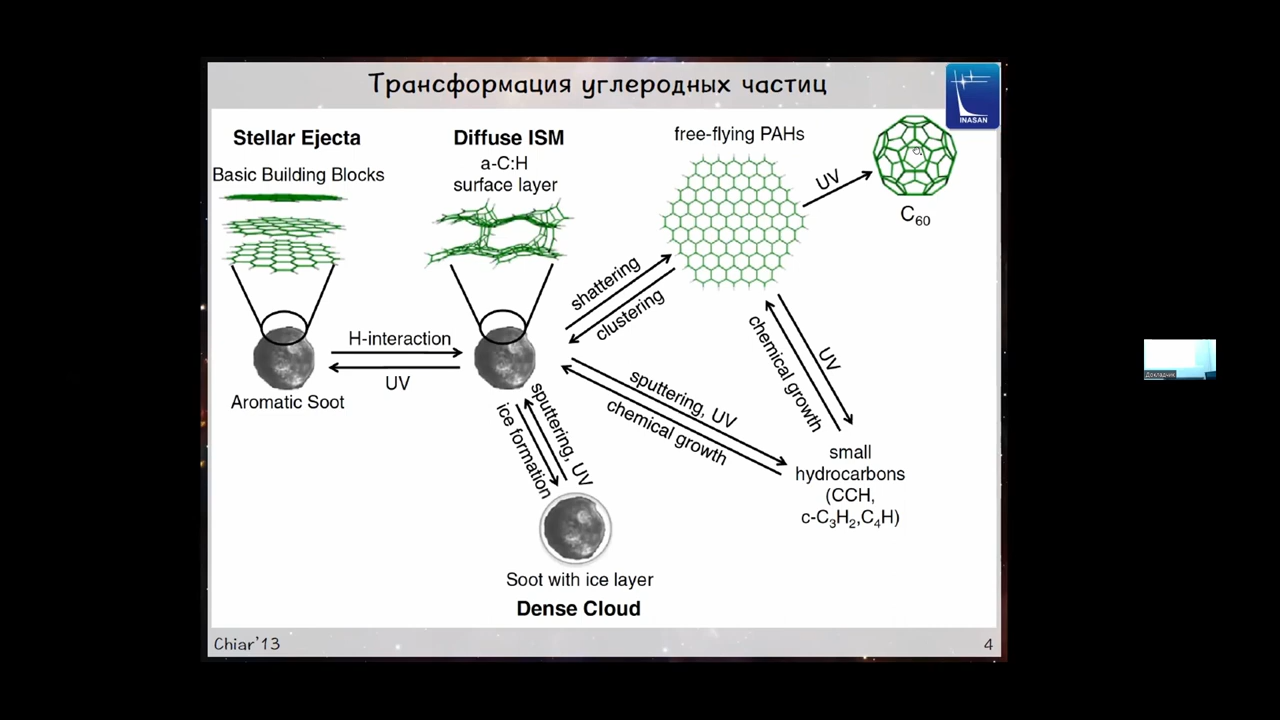 Трансформация углеродных частиц
INASAN
Stellar Ejecta
Basic Building Blocks
Diffuse ISM
a-C:H
surface layer
free-flying PAHs
UV
C₆₀
shattering
clustering
H-interaction
UV
Aromatic Soot
sputtering, UV
chemical growth
chemical growth
UV
ice formation
sputtering, UV
small
hydrocarbons
(CCH,
c-C₃H₂,C₄H)
Soot with ice layer
Dense Cloud
Chiar'13
4
Докладчик